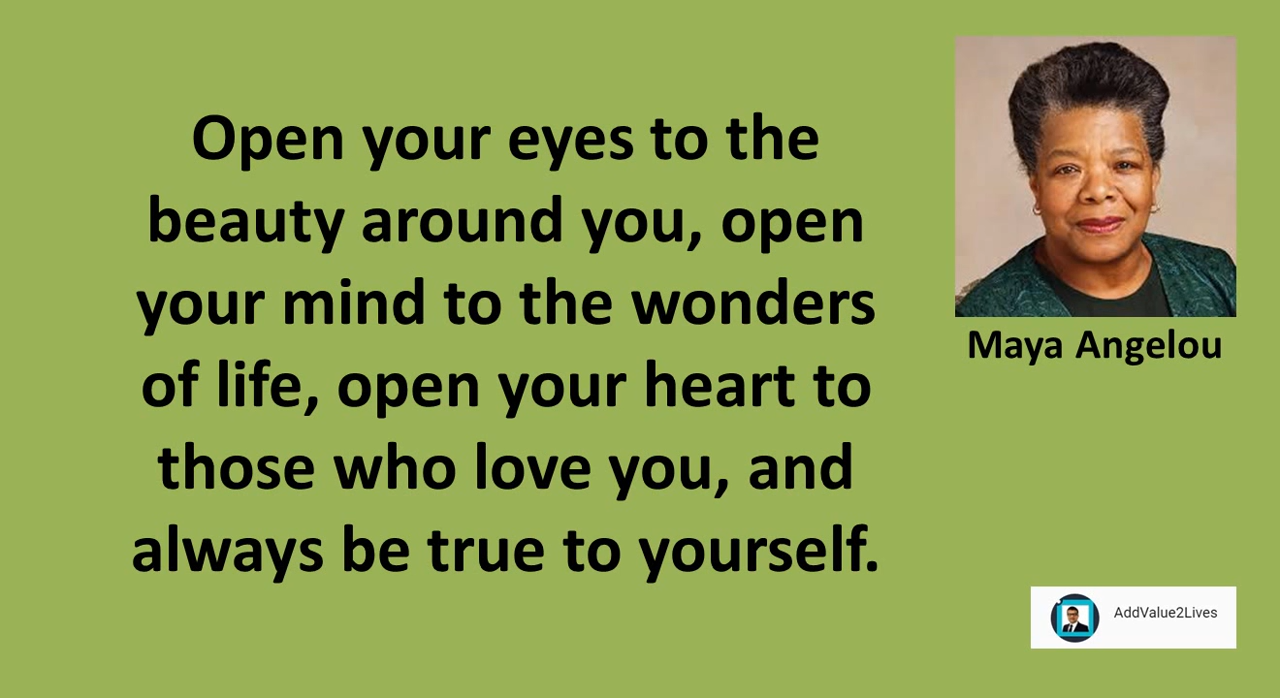 Open your eyes to the
beauty around you, open
your mind to the wonders
of life, open your heart to
those who love you, and
always be true to yourself.
Maya Angelou
AddValue2Lives